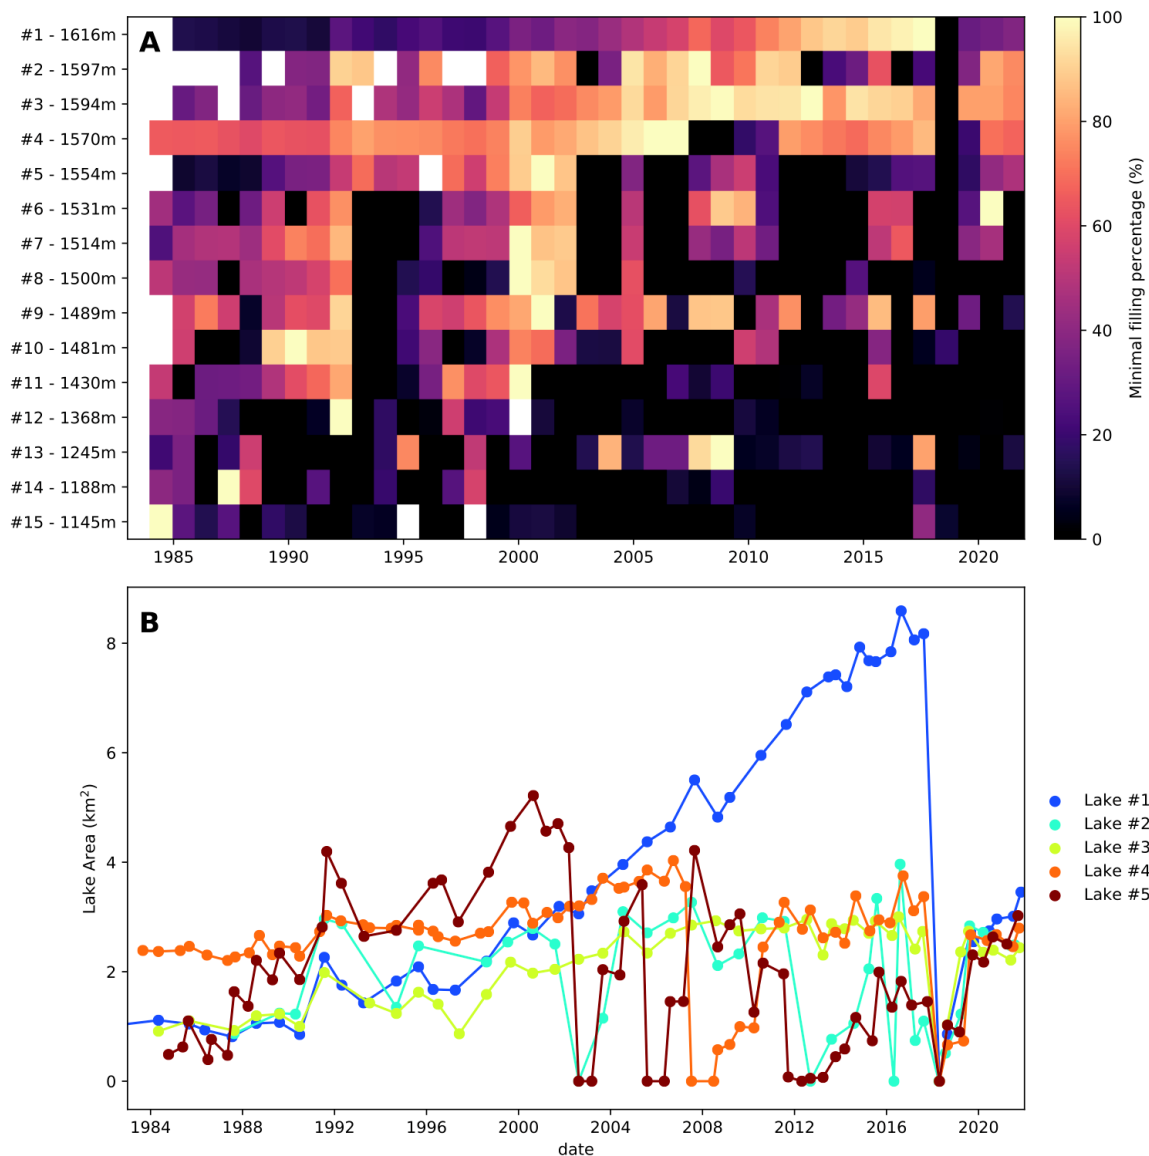 A
#1 - 1616m
#2 - 1597m
#3 - 1594m
#4 - 1570m
#5 - 1554m
#6 - 1531m
#7 - 1514m
#8 - 1500m
#9 - 1489m
#10 - 1481m
#11 - 1430m
#12 - 1368m
#13 - 1245m
#14 - 1188m
#15 - 1145m
1985 1990 1995 2000 2005 2010 2015 2020
100
80
60
40
20
0
Minimal filling percentage (%)
B
8
6
4
2
0
Lake Area (km²)
1984 1988 1992 1996 2000 2004 2008 2012 2016 2020
date
Lake #1
Lake #2
Lake #3
Lake #4
Lake #5